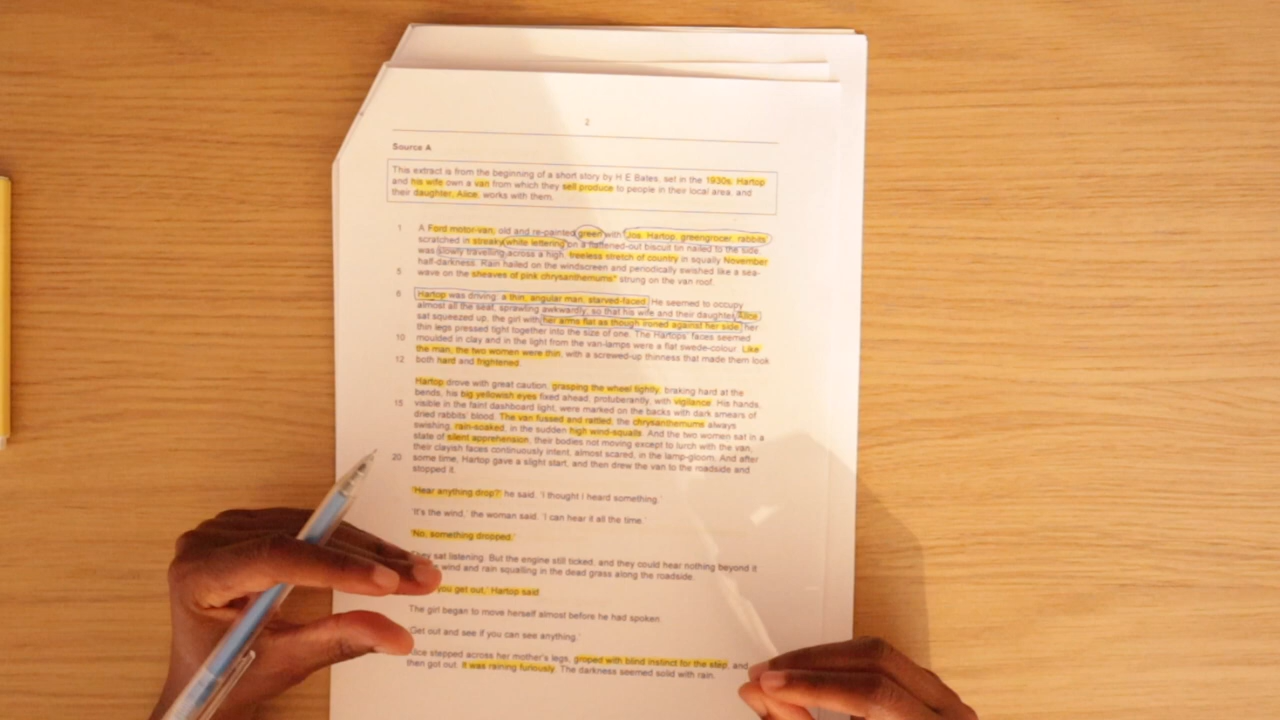 2
Source A
This extract is from the beginning of a short story by H E Bates, set in the 1930s. Hartop
and his wife own a van from which they sell produce to people in their local area, and
their daughter, Alice, works with them.
1 A Ford motor-van, old and re-painted green with Jos. Hartop, greengrocer, rabbits
scratched in streaky white lettering on a flattened-out biscuit tin nailed to the side,
was slowly travelling across a high, treeless stretch of country in squally November
half-darkness. Rain hailed on the windscreen and periodically swished like a sea-
5 wave on the sheaves of pink chrysanthemums* strung on the van roof.
6 Hartop was driving: a thin, angular man, starved-faced. He seemed to occupy
almost all the seat, sprawling awkwardly, so that his wife and their daughter Alice
sat squeezed up, the girl with her arms flat as though ironed against her side, her
thin legs pressed tight together into the size of one. The Hartops' faces seemed
10 moulded in clay and in the light from the van-lamps were a flat swede-colour. Like
the man, the two women were thin, with a screwed-up thinness that made them look
12 both hard and frightened.
Hartop drove with great caution, grasping the wheel tightly, braking hard at the
bends, his big yellowish eyes fixed ahead, protuberantly, with vigilance. His hands,
15 visible in the faint dashboard light, were marked on the backs with dark smears of
dried rabbits' blood. The van fussed and rattled, the chrysanthemums always
swishing, rain-soaked, in the sudden high wind-squalls. And the two women sat in a
state of silent apprehension, their bodies not moving except to lurch with the van,
their clayish faces continuously intent, almost scared, in the lamp-gloom. And after
20 some time, Hartop gave a slight start, and then drew the van to the roadside and
stopped it.
'Hear anything drop?' he said. 'I thought I heard something.'
'It's the wind,' the woman said. 'I can hear it all the time.'
'No, something dropped.'
They sat listening. But the engine still ticked, and they could hear nothing beyond it
wind and rain squalling in the dead grass along the roadside.
you get out,' Hartop said.
The girl began to move herself almost before he had spoken.
'Get out and see if you can see anything.'
Alice stepped across her mother's legs, groped with blind instinct for the step, and
then got out. It was raining furiously. The darkness seemed solid with rain.